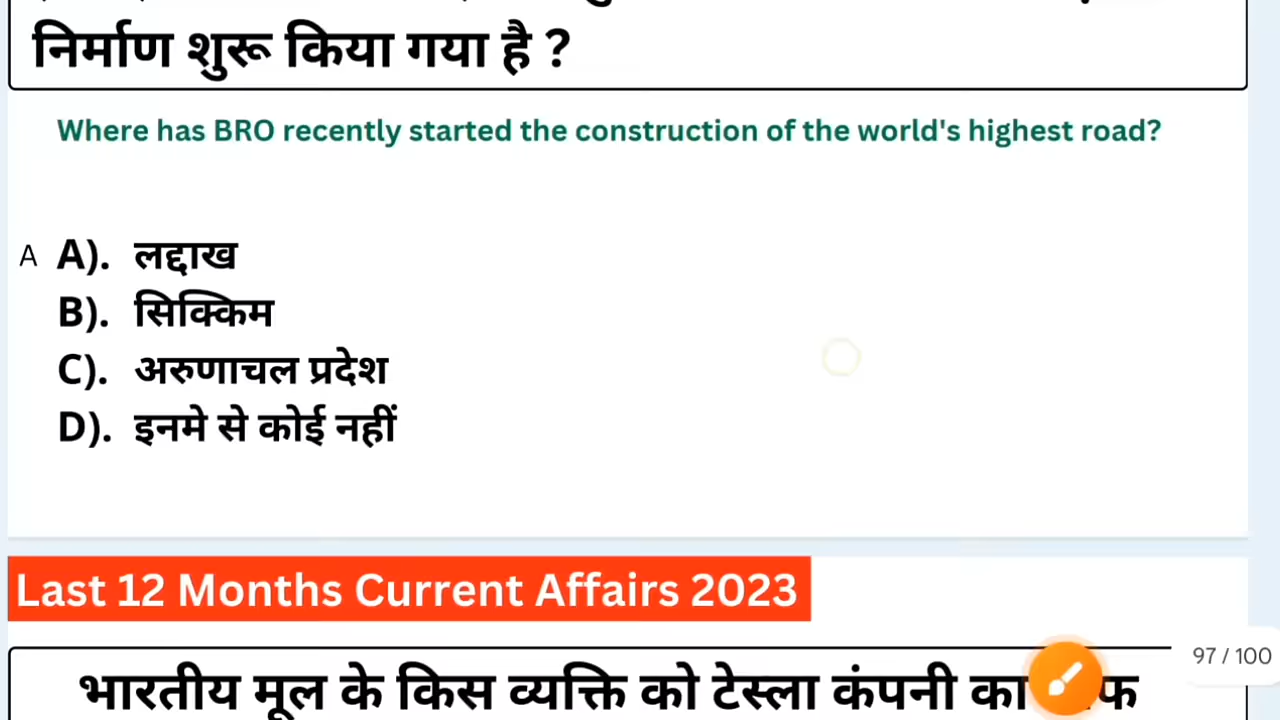 निर्माण शुरू किया गया है ?
Where has BRO recently started the construction of the world's highest road?
A A). लद्दाख
B). सिक्किम
C). अरुणाचल प्रदेश
D). इनमे से कोई नहीं
Last 12 Months Current Affairs 2023
97 / 100
भारतीय मूल के किस व्यक्ति को टेस्ला कंपनी का